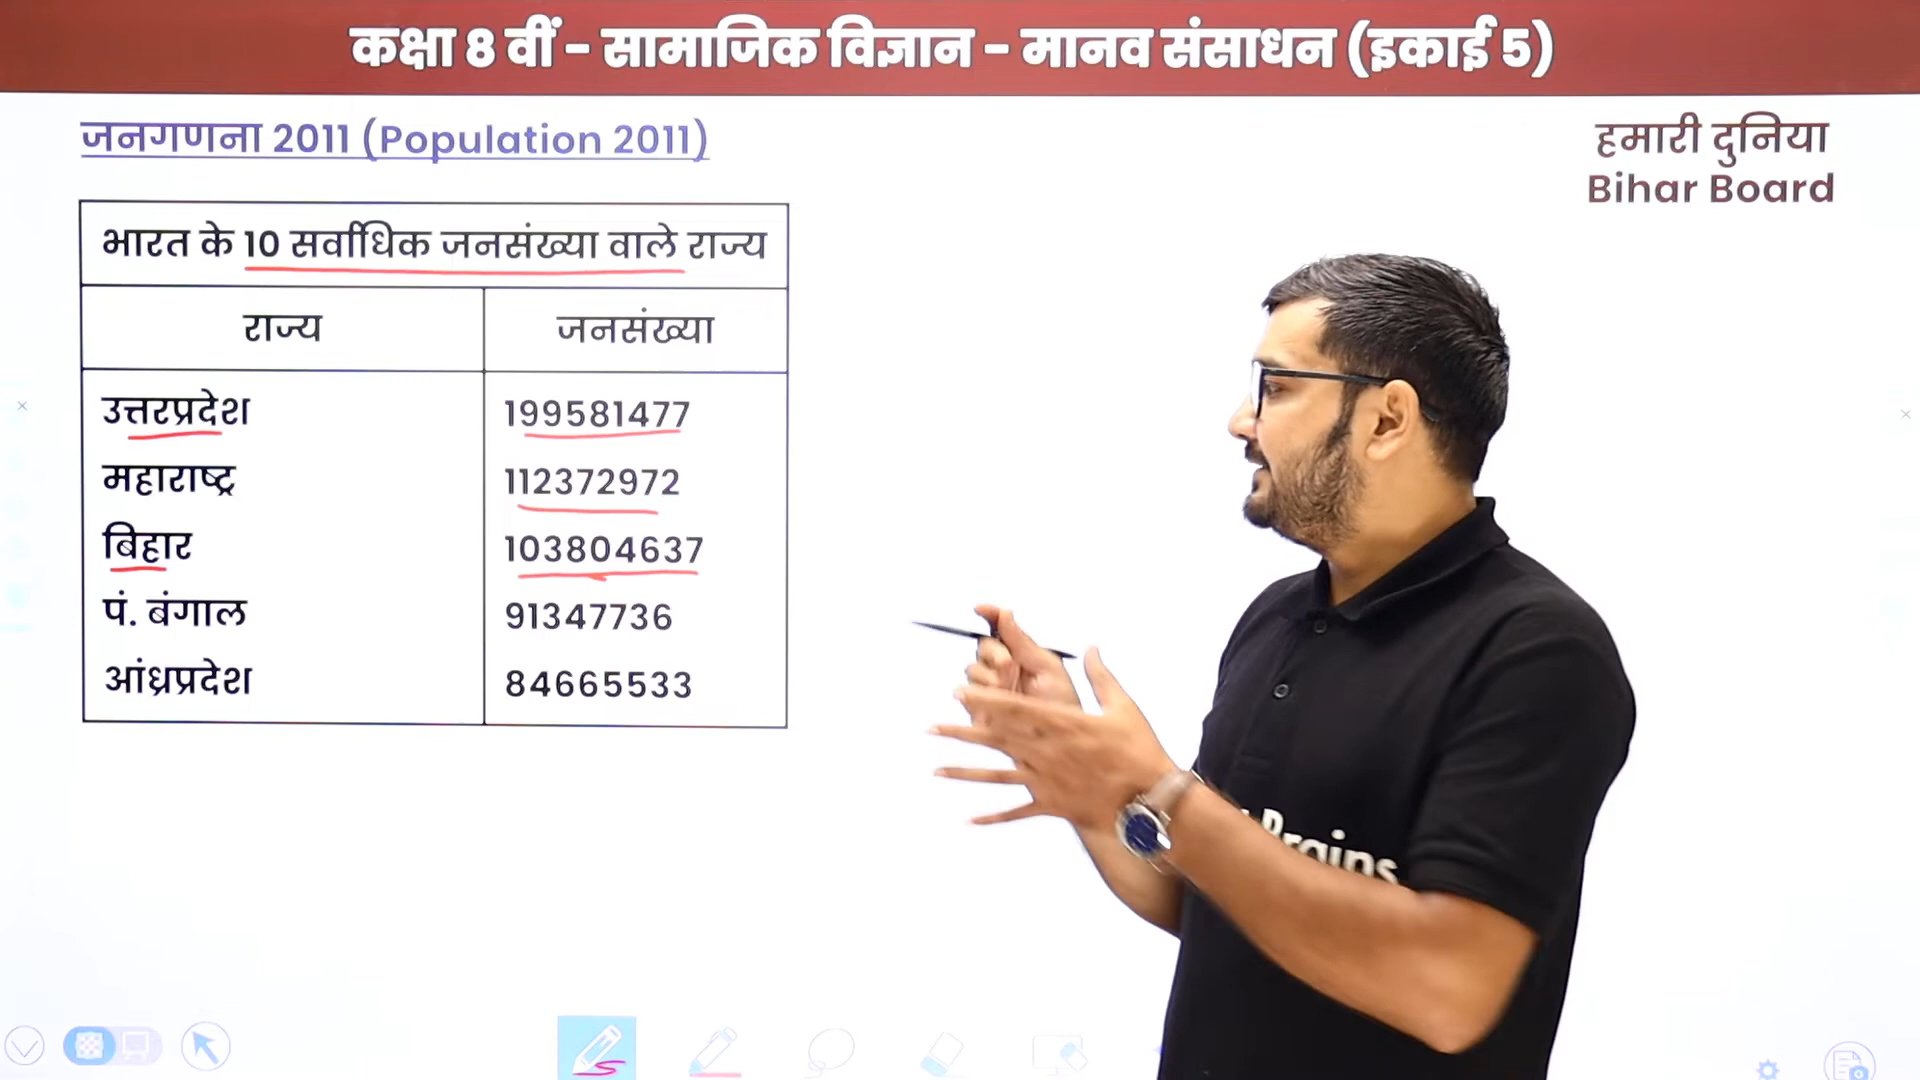 कक्षा 8 वीं - सामाजिक विज्ञान - मानव संसाधन (इकाई 5)
जनगणना 2011 (Population 2011)
हमारी दुनिया
Bihar Board
भारत के 10 सर्वाधिक जनसंख्या वाले राज्य
राज्य जनसंख्या
उत्तरप्रदेश 199581477
महाराष्ट्र 112372972
बिहार 103804637
पं. बंगाल 91347736
आंध्रप्रदेश 84665533
Brains